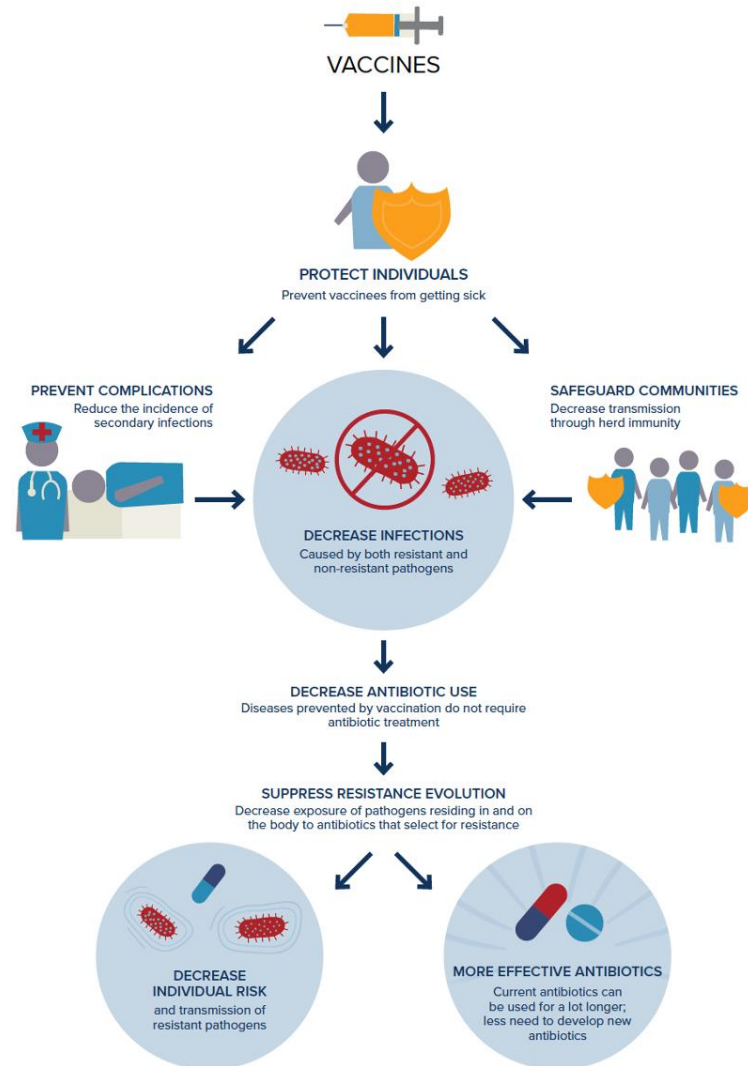 VACCINES
PROTECT INDIVIDUALS
Prevent vaccinees from getting sick
PREVENT COMPLICATIONS
Reduce the incidence of
secondary infections
SAFEGUARD COMMUNITIES
Decrease transmission
through herd immunity
DECREASE INFECTIONS
Caused by both resistant and
non-resistant pathogens
DECREASE ANTIBIOTIC USE
Diseases prevented by vaccination do not require
antibiotic treatment
SUPPRESS RESISTANCE EVOLUTION
Decrease exposure of pathogens residing in and on
the body to antibiotics that select for resistance
DECREASE
INDIVIDUAL RISK
and transmission of
resistant pathogens
MORE EFFECTIVE ANTIBIOTICS
Current antibiotics can
be used for a lot longer;
less need to develop new
antibiotics